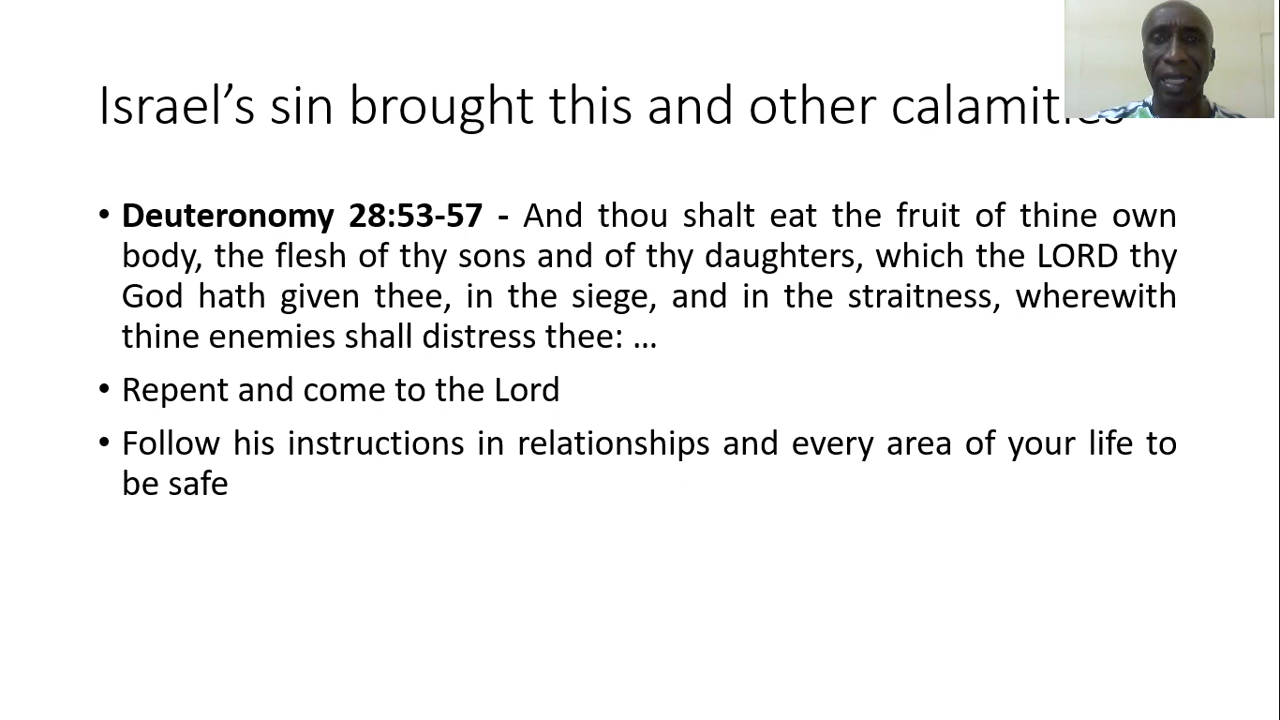 Israel’s sin brought this and other calamities
• Deuteronomy 28:53-57 - And thou shalt eat the fruit of thine own
body, the flesh of thy sons and of thy daughters, which the LORD thy
God hath given thee, in the siege, and in the straitness, wherewith
thine enemies shall distress thee: …
• Repent and come to the Lord
• Follow his instructions in relationships and every area of your life to
be safe